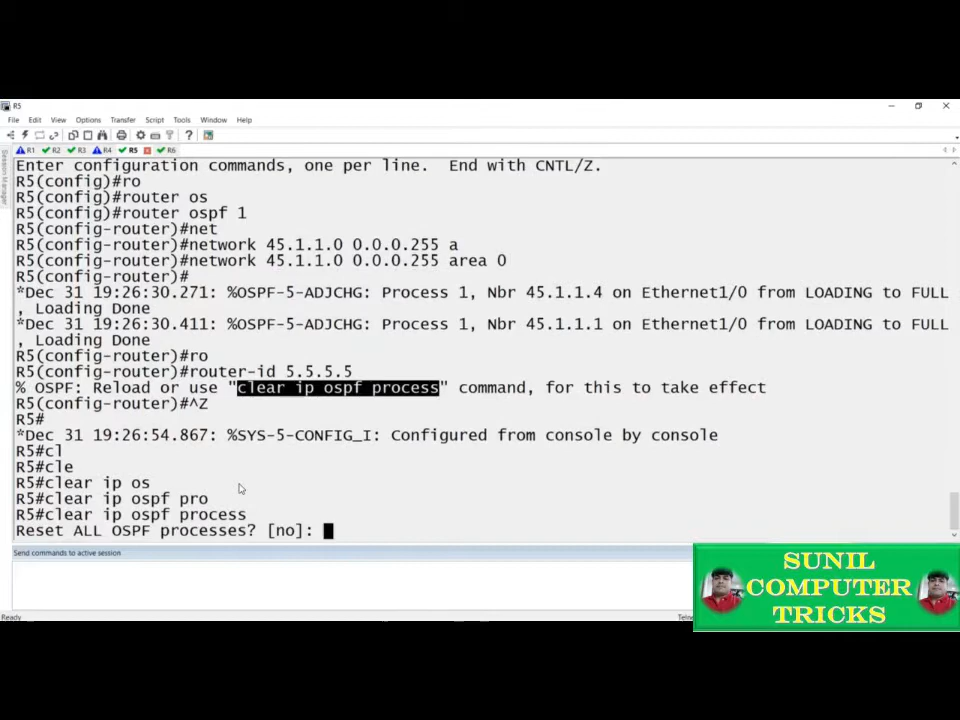 R5
File Edit View Options Transfer Script Tools Window Help
R1 R2 R3 R4 R5 R6
Session Manager
Enter configuration commands, one per line.  End with CNTL/Z.
R5(config)#ro
R5(config)#router os
R5(config)#router ospf 1
R5(config-router)#net
R5(config-router)#network 45.1.1.0 0.0.0.255 a
R5(config-router)#network 45.1.1.0 0.0.0.255 area 0
R5(config-router)#
*Dec 31 19:26:30.271: %OSPF-5-ADJCHG: Process 1, Nbr 45.1.1.4 on Ethernet1/0 from LOADING to FULL
, Loading Done
*Dec 31 19:26:30.411: %OSPF-5-ADJCHG: Process 1, Nbr 45.1.1.1 on Ethernet1/0 from LOADING to FULL
, Loading Done
R5(config-router)#ro
R5(config-router)#router-id 5.5.5.5
% OSPF: Reload or use "clear ip ospf process" command, for this to take effect
R5(config-router)#^Z
R5#
*Dec 31 19:26:54.867: %SYS-5-CONFIG_I: Configured from console by console
R5#cl
R5#cle
R5#clear ip os
R5#clear ip ospf pro
R5#clear ip ospf process
Reset ALL OSPF processes? [no]:
Send commands to active session
Ready
SUNIL
COMPUTER
TRICKS